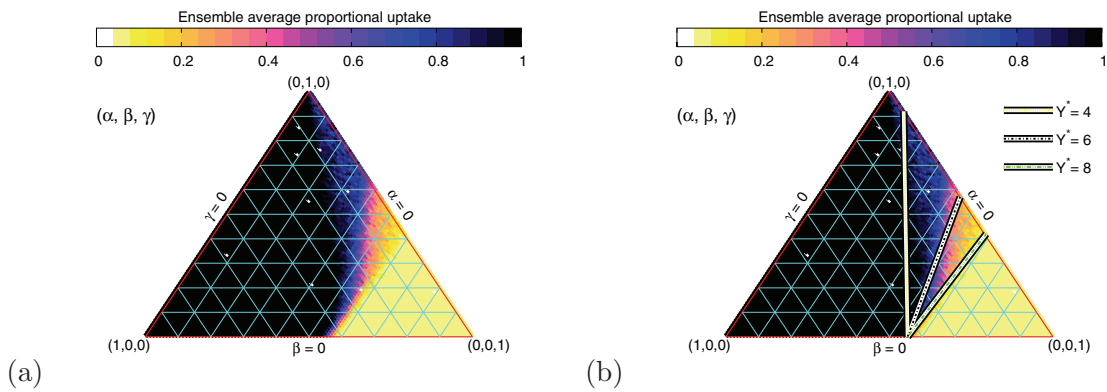 Ensemble average proportional uptake
0 0.2 0.4 0.6 0.8 1
(0,1,0)
(α, β, γ)
γ = 0
α = 0
(1,0,0)
β = 0
(0,0,1)
(a)
Ensemble average proportional uptake
0 0.2 0.4 0.6 0.8 1
(0,1,0)
(α, β, γ)
Y* = 4
Y* = 6
Y* = 8
γ = 0
α = 0
(1,0,0)
β = 0
(0,0,1)
(b)